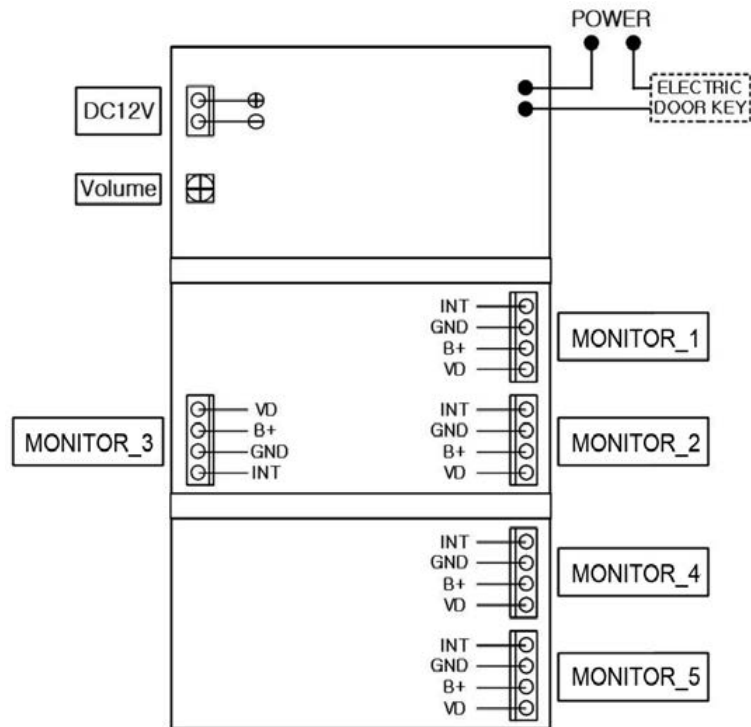 POWER
ELECTRIC
DOOR KEY
DC12V
Volume
INT
GND
B+
VD
MONITOR_1
VD
B+
GND
INT
MONITOR_3
INT
GND
B+
VD
MONITOR_2
INT
GND
B+
VD
MONITOR_4
INT
GND
B+
VD
MONITOR_5